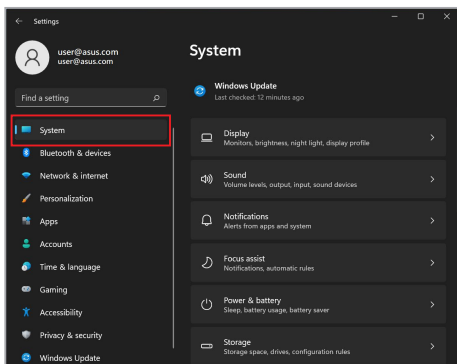 Settings
user@asus.com
user@asus.com
Find a setting
System
Bluetooth & devices
Network & internet
Personalization
Apps
Accounts
Time & language
Gaming
Accessibility
Privacy & security
Windows Update
System
Windows Update
Last checked: 12 minutes ago
Display
Monitors, brightness, night light, display profile
Sound
Volume levels, output, input, sound devices
Notifications
Alerts from apps and system
Focus assist
Notifications, automatic rules
Power & battery
Sleep, battery usage, battery saver
Storage
Storage space, drives, configuration rules